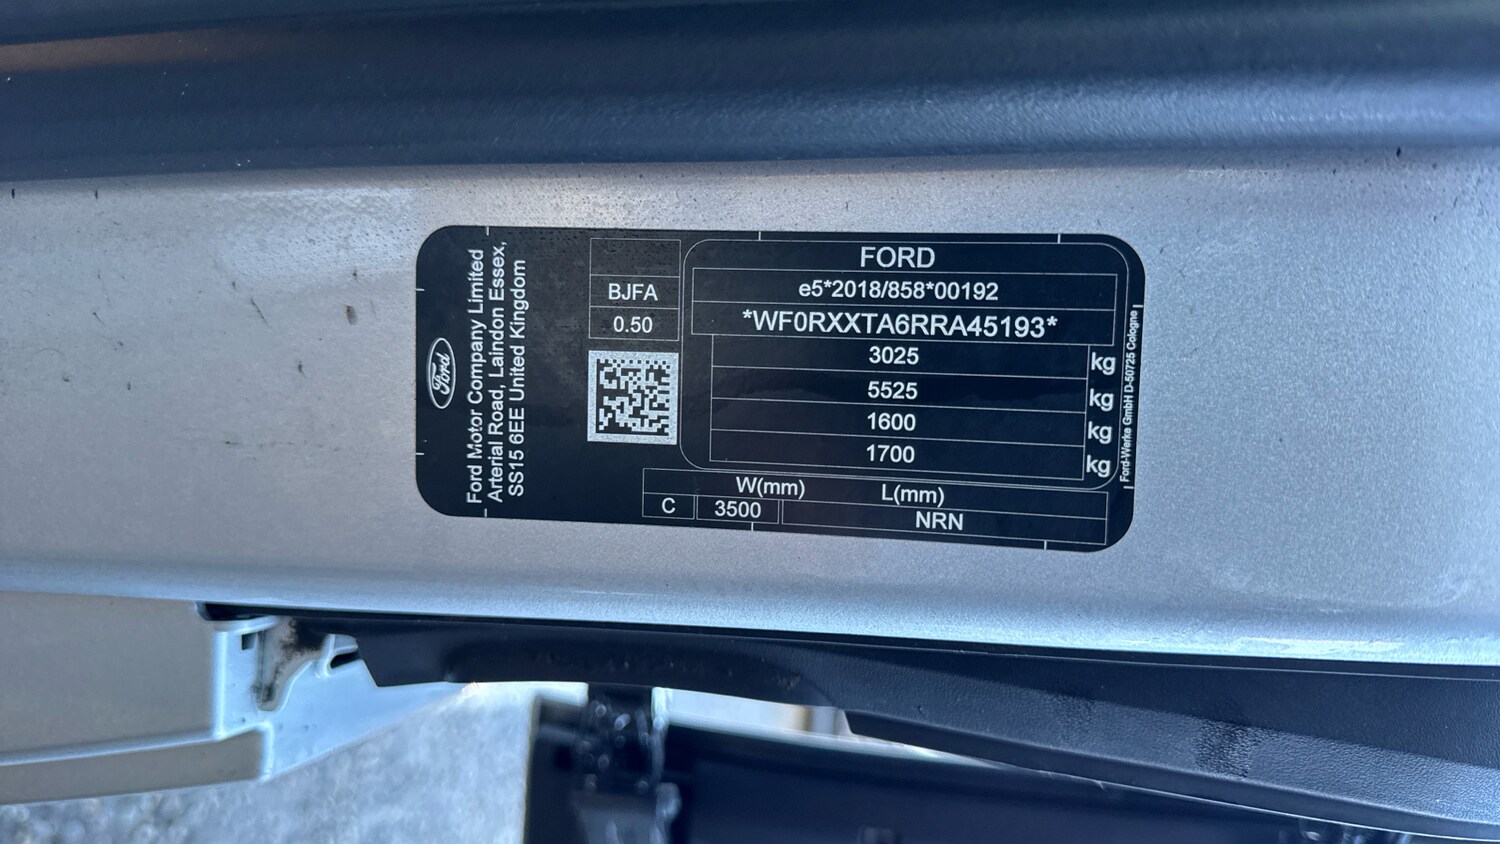 Ford
Ford Motor Company Limited
Arterial Road, Laindon Essex,
SS15 6EE United Kingdom
BJFA
0.50
FORD
e5*2018/858*00192
*WF0RXXTA6RRA45193*
3025 kg
5525 kg
1600 kg
1700 kg
W(mm) L(mm)
C 3500 NRN
Ford-Werke GmbH D-50725 Cologne